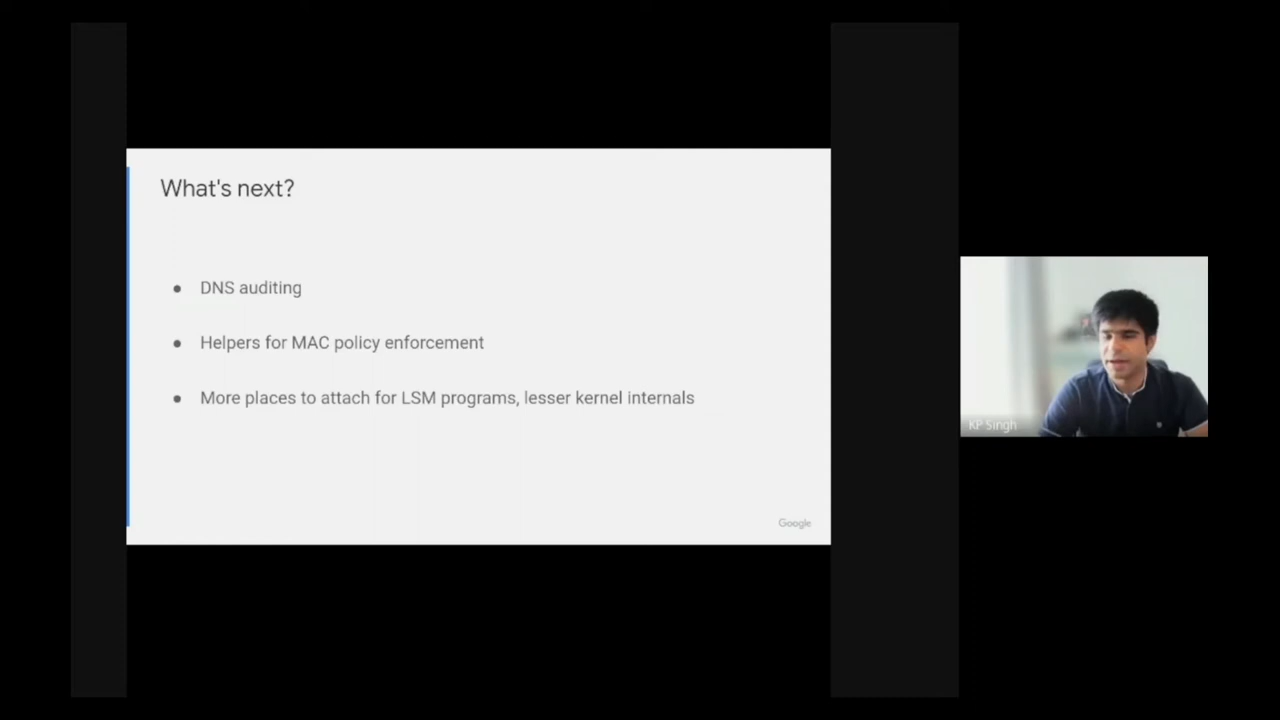 What's next?
● DNS auditing
● Helpers for MAC policy enforcement
● More places to attach for LSM programs, lesser kernel internals
Google
KP Singh